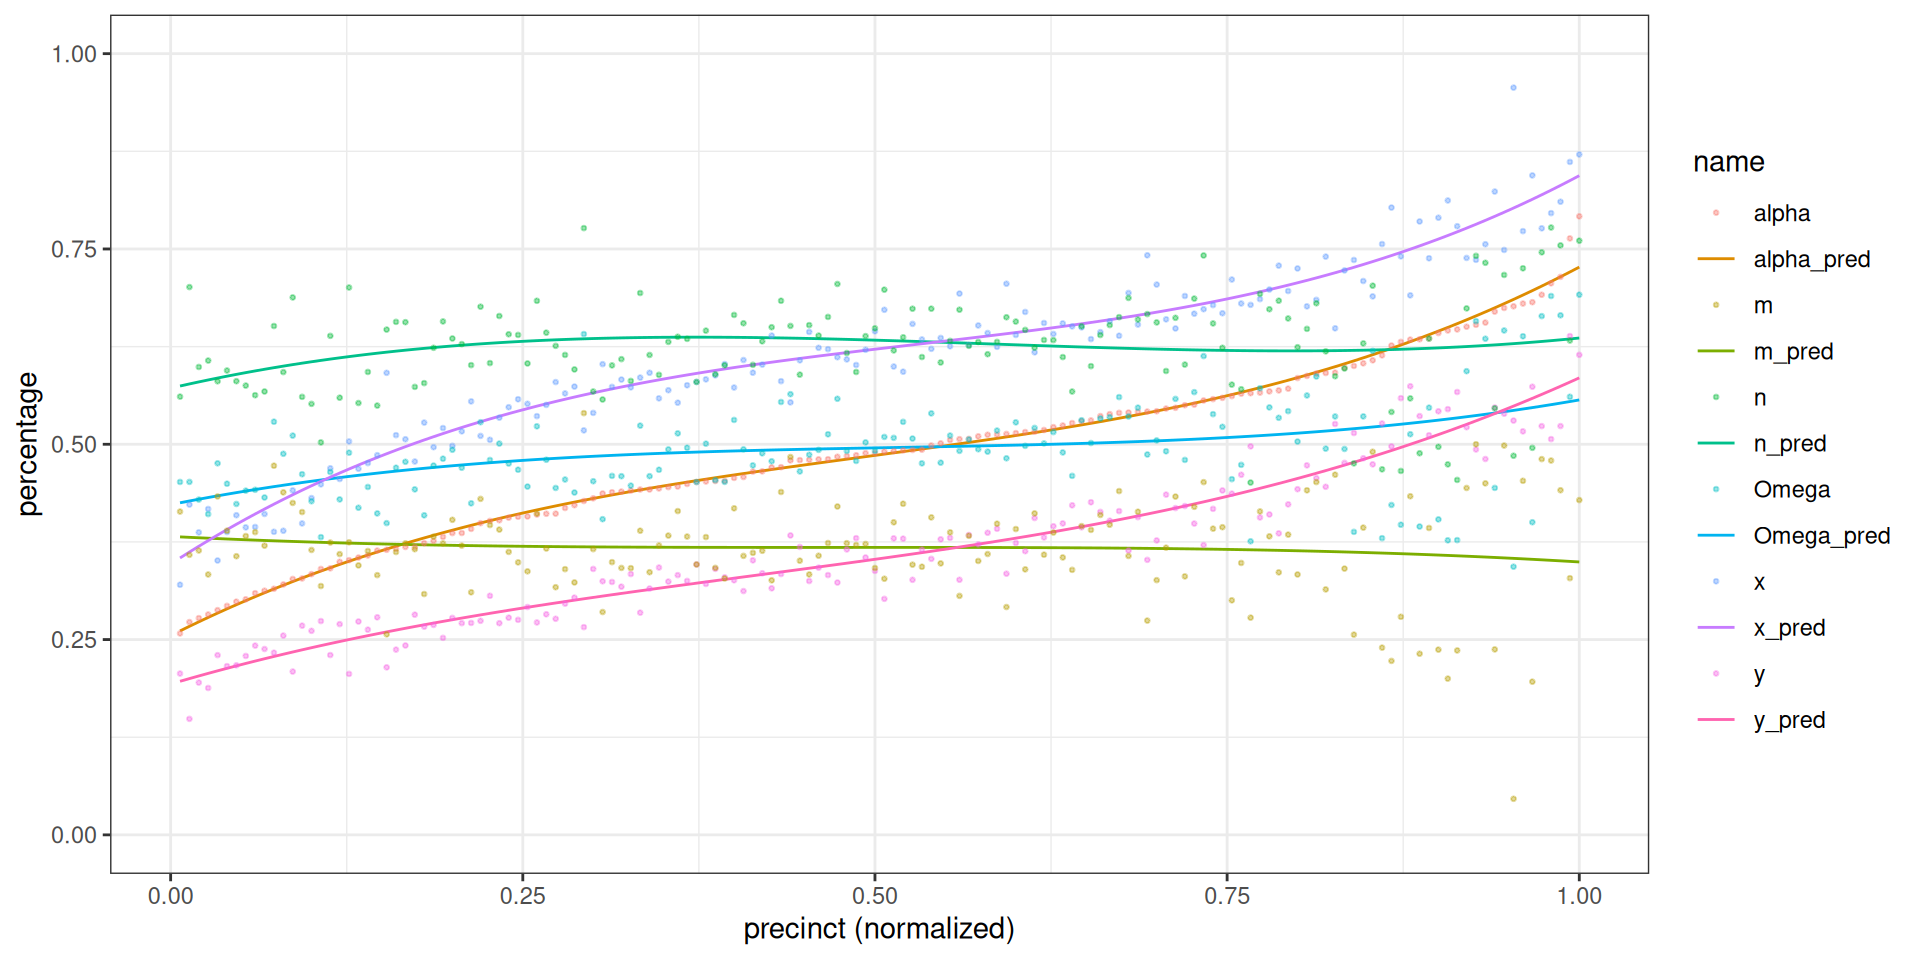 1.00
0.75
0.50
0.25
0.00
percentage
0.00 0.25 0.50 0.75 1.00
precinct (normalized)
name
alpha
alpha_pred
m
m_pred
n
n_pred
Omega
Omega_pred
x
x_pred
y
y_pred